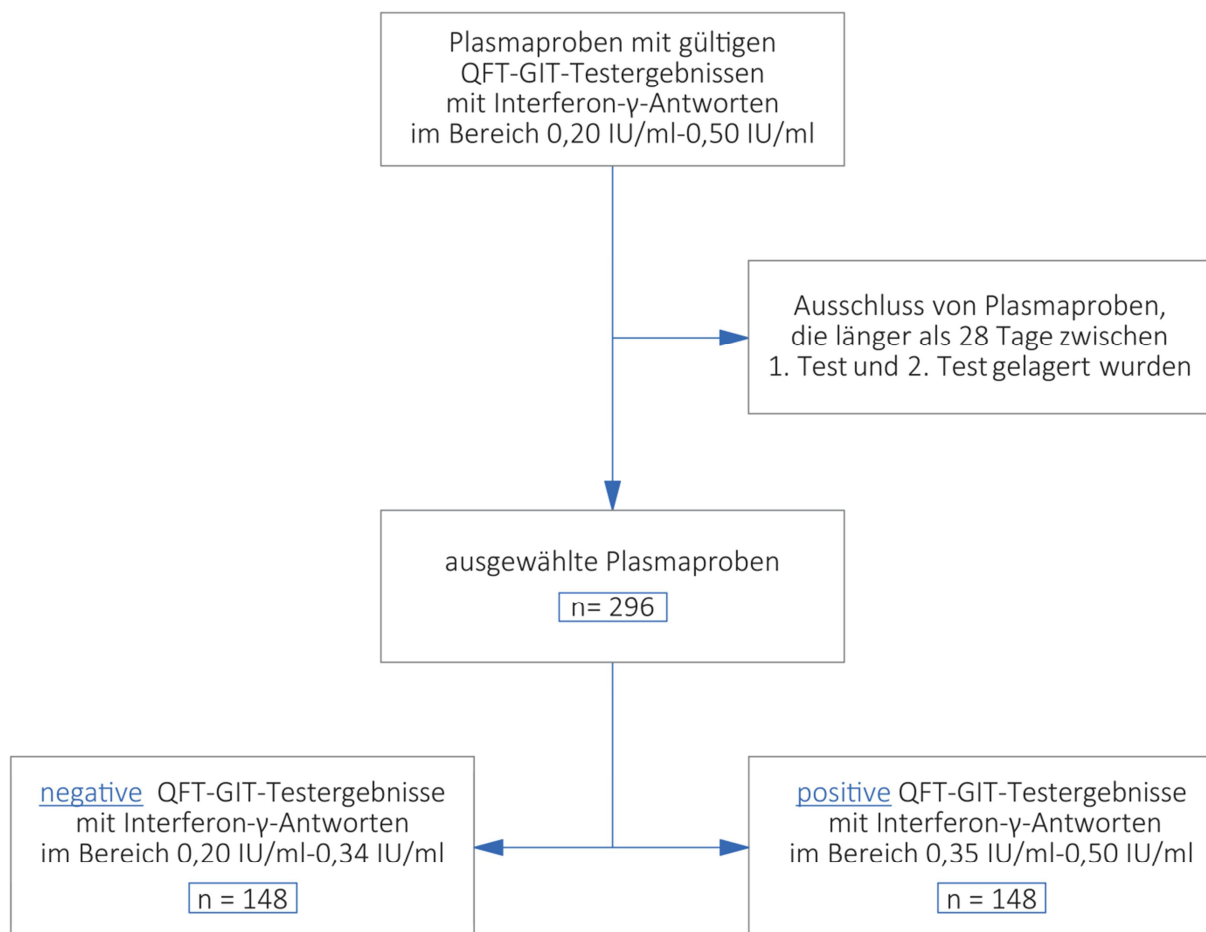 Plasmaproben mit gültigen
QFT-GIT-Testergebnissen
mit Interferon-γ-Antworten
im Bereich 0,20 IU/ml-0,50 IU/ml
Ausschluss von Plasmaproben,
die länger als 28 Tage zwischen
1. Test und 2. Test gelagert wurden
ausgewählte Plasmaproben
n= 296
negative QFT-GIT-Testergebnisse
mit Interferon-γ-Antworten
im Bereich 0,20 IU/ml-0,34 IU/ml
n = 148
positive QFT-GIT-Testergebnisse
mit Interferon-γ-Antworten
im Bereich 0,35 IU/ml-0,50 IU/ml
n = 148